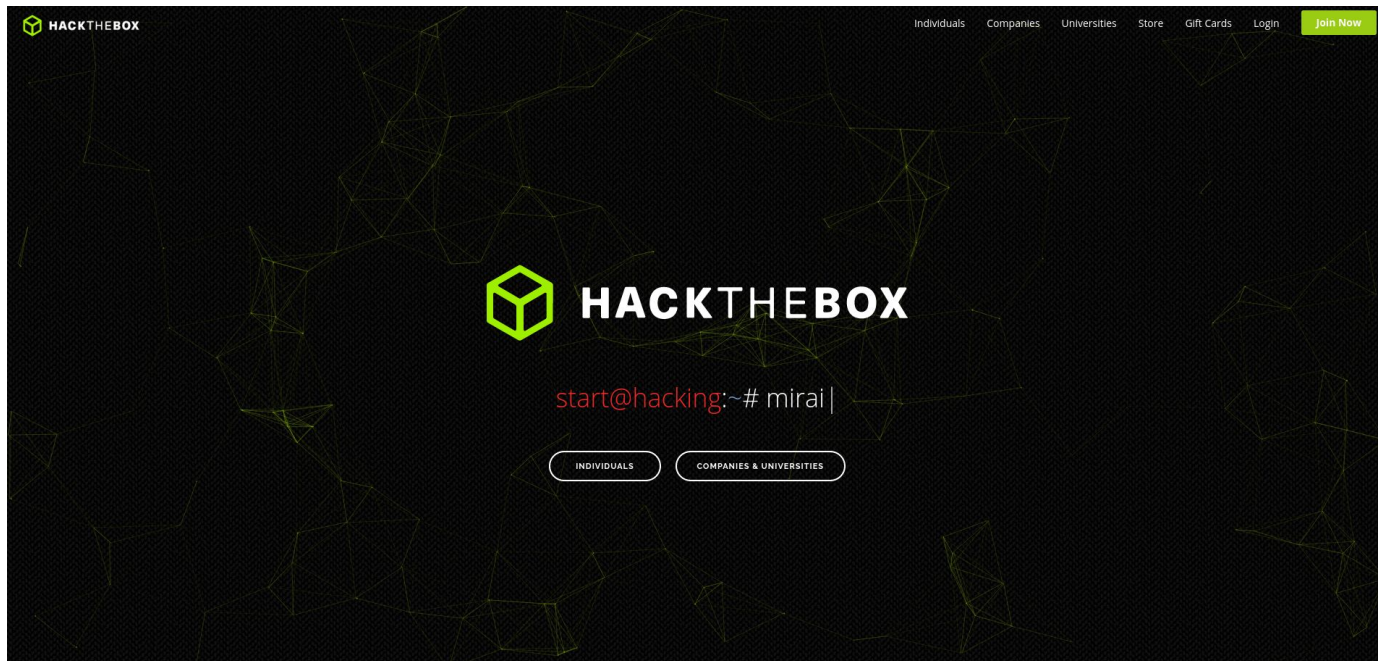 HACKTHEBOX
Individuals Companies Universities Store Gift Cards Login Join Now
HACKTHEBOX
start@hacking:~# mirai|
INDIVIDUALS COMPANIES & UNIVERSITIES